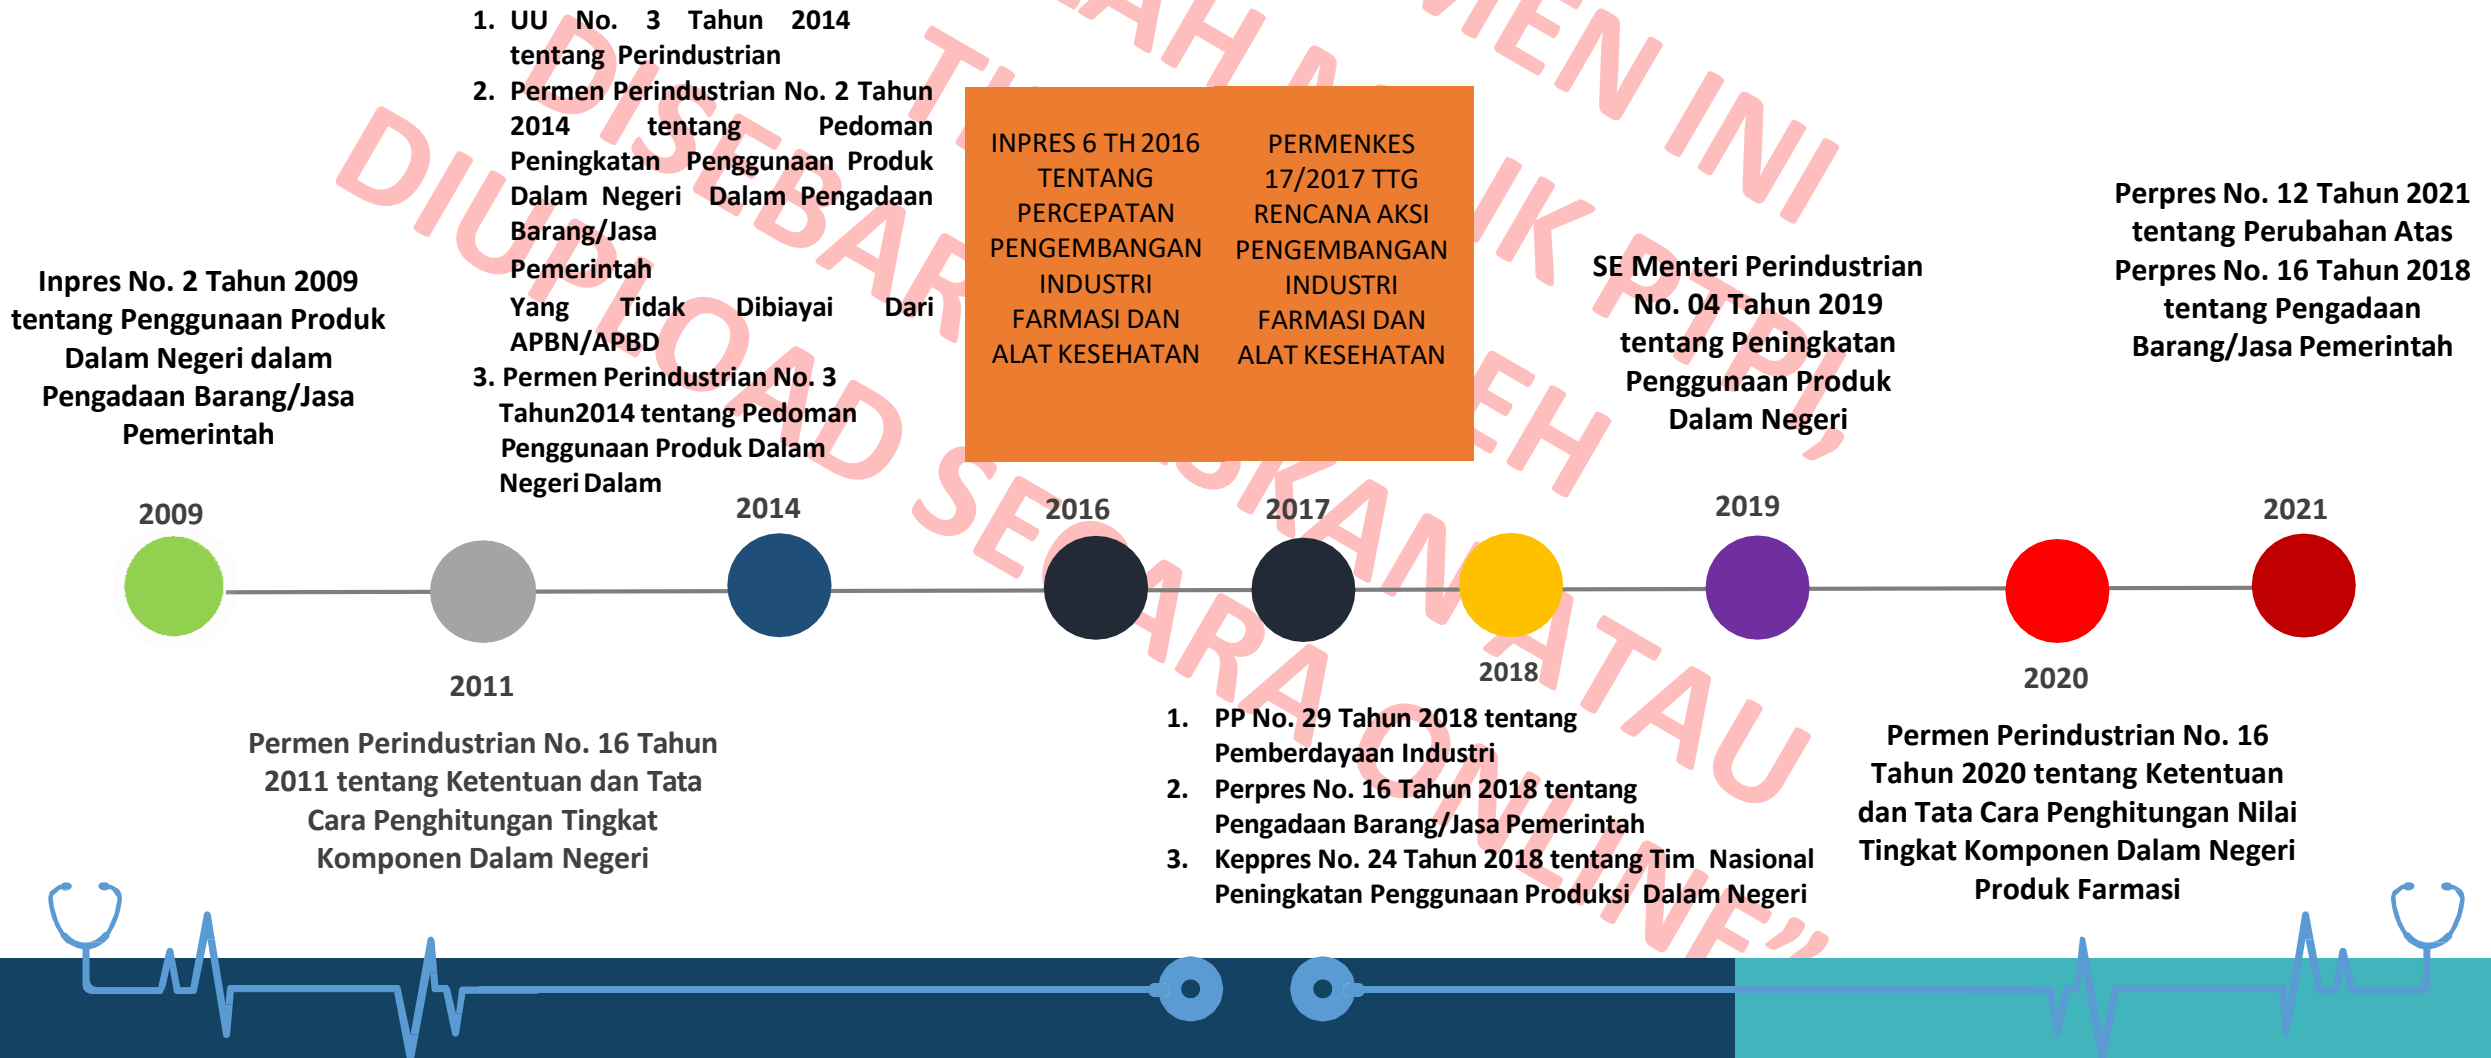 Inpres No. 2 Tahun 2009
tentang Penggunaan Produk
Dalam Negeri dalam
Pengadaan Barang/Jasa
Pemerintah
2009
2011
Permen Perindustrian No. 16 Tahun
2011 tentang Ketentuan dan Tata
Cara Penghitungan Tingkat
Komponen Dalam Negeri
1. UU No. 3 Tahun 2014
tentang Perindustrian
2. Permen Perindustrian No. 2 Tahun
2014 tentang Pedoman
Peningkatan Penggunaan Produk
Dalam Negeri Dalam Pengadaan
Barang/Jasa
Pemerintah
Yang Tidak Dibiayai Dari
APBN/APBD
3. Permen Perindustrian No. 3
Tahun2014 tentang Pedoman
Penggunaan Produk Dalam
Negeri Dalam
2014
INPRES 6 TH 2016
TENTANG
PERCEPATAN
PENGEMBANGAN
INDUSTRI
FARMASI DAN
ALAT KESEHATAN
2016
PERMENKES
17/2017 TTG
RENCANA AKSI
PENGEMBANGAN
INDUSTRI
FARMASI DAN
ALAT KESEHATAN
2017
2018
1. PP No. 29 Tahun 2018 tentang
Pemberdayaan Industri
2. Perpres No. 16 Tahun 2018 tentang
Pengadaan Barang/Jasa Pemerintah
3. Keppres No. 24 Tahun 2018 tentang Tim Nasional
Peningkatan Penggunaan Produksi Dalam Negeri
SE Menteri Perindustrian
No. 04 Tahun 2019
tentang Peningkatan
Penggunaan Produk
Dalam Negeri
2019
2020
Permen Perindustrian No. 16
Tahun 2020 tentang Ketentuan
dan Tata Cara Penghitungan Nilai
Tingkat Komponen Dalam Negeri
Produk Farmasi
Perpres No. 12 Tahun 2021
tentang Perubahan Atas
Perpres No. 16 Tahun 2018
tentang Pengadaan
Barang/Jasa Pemerintah
2021
INI
PTPI,
ATAU
DIUPLOAD SECARA ONLINE”